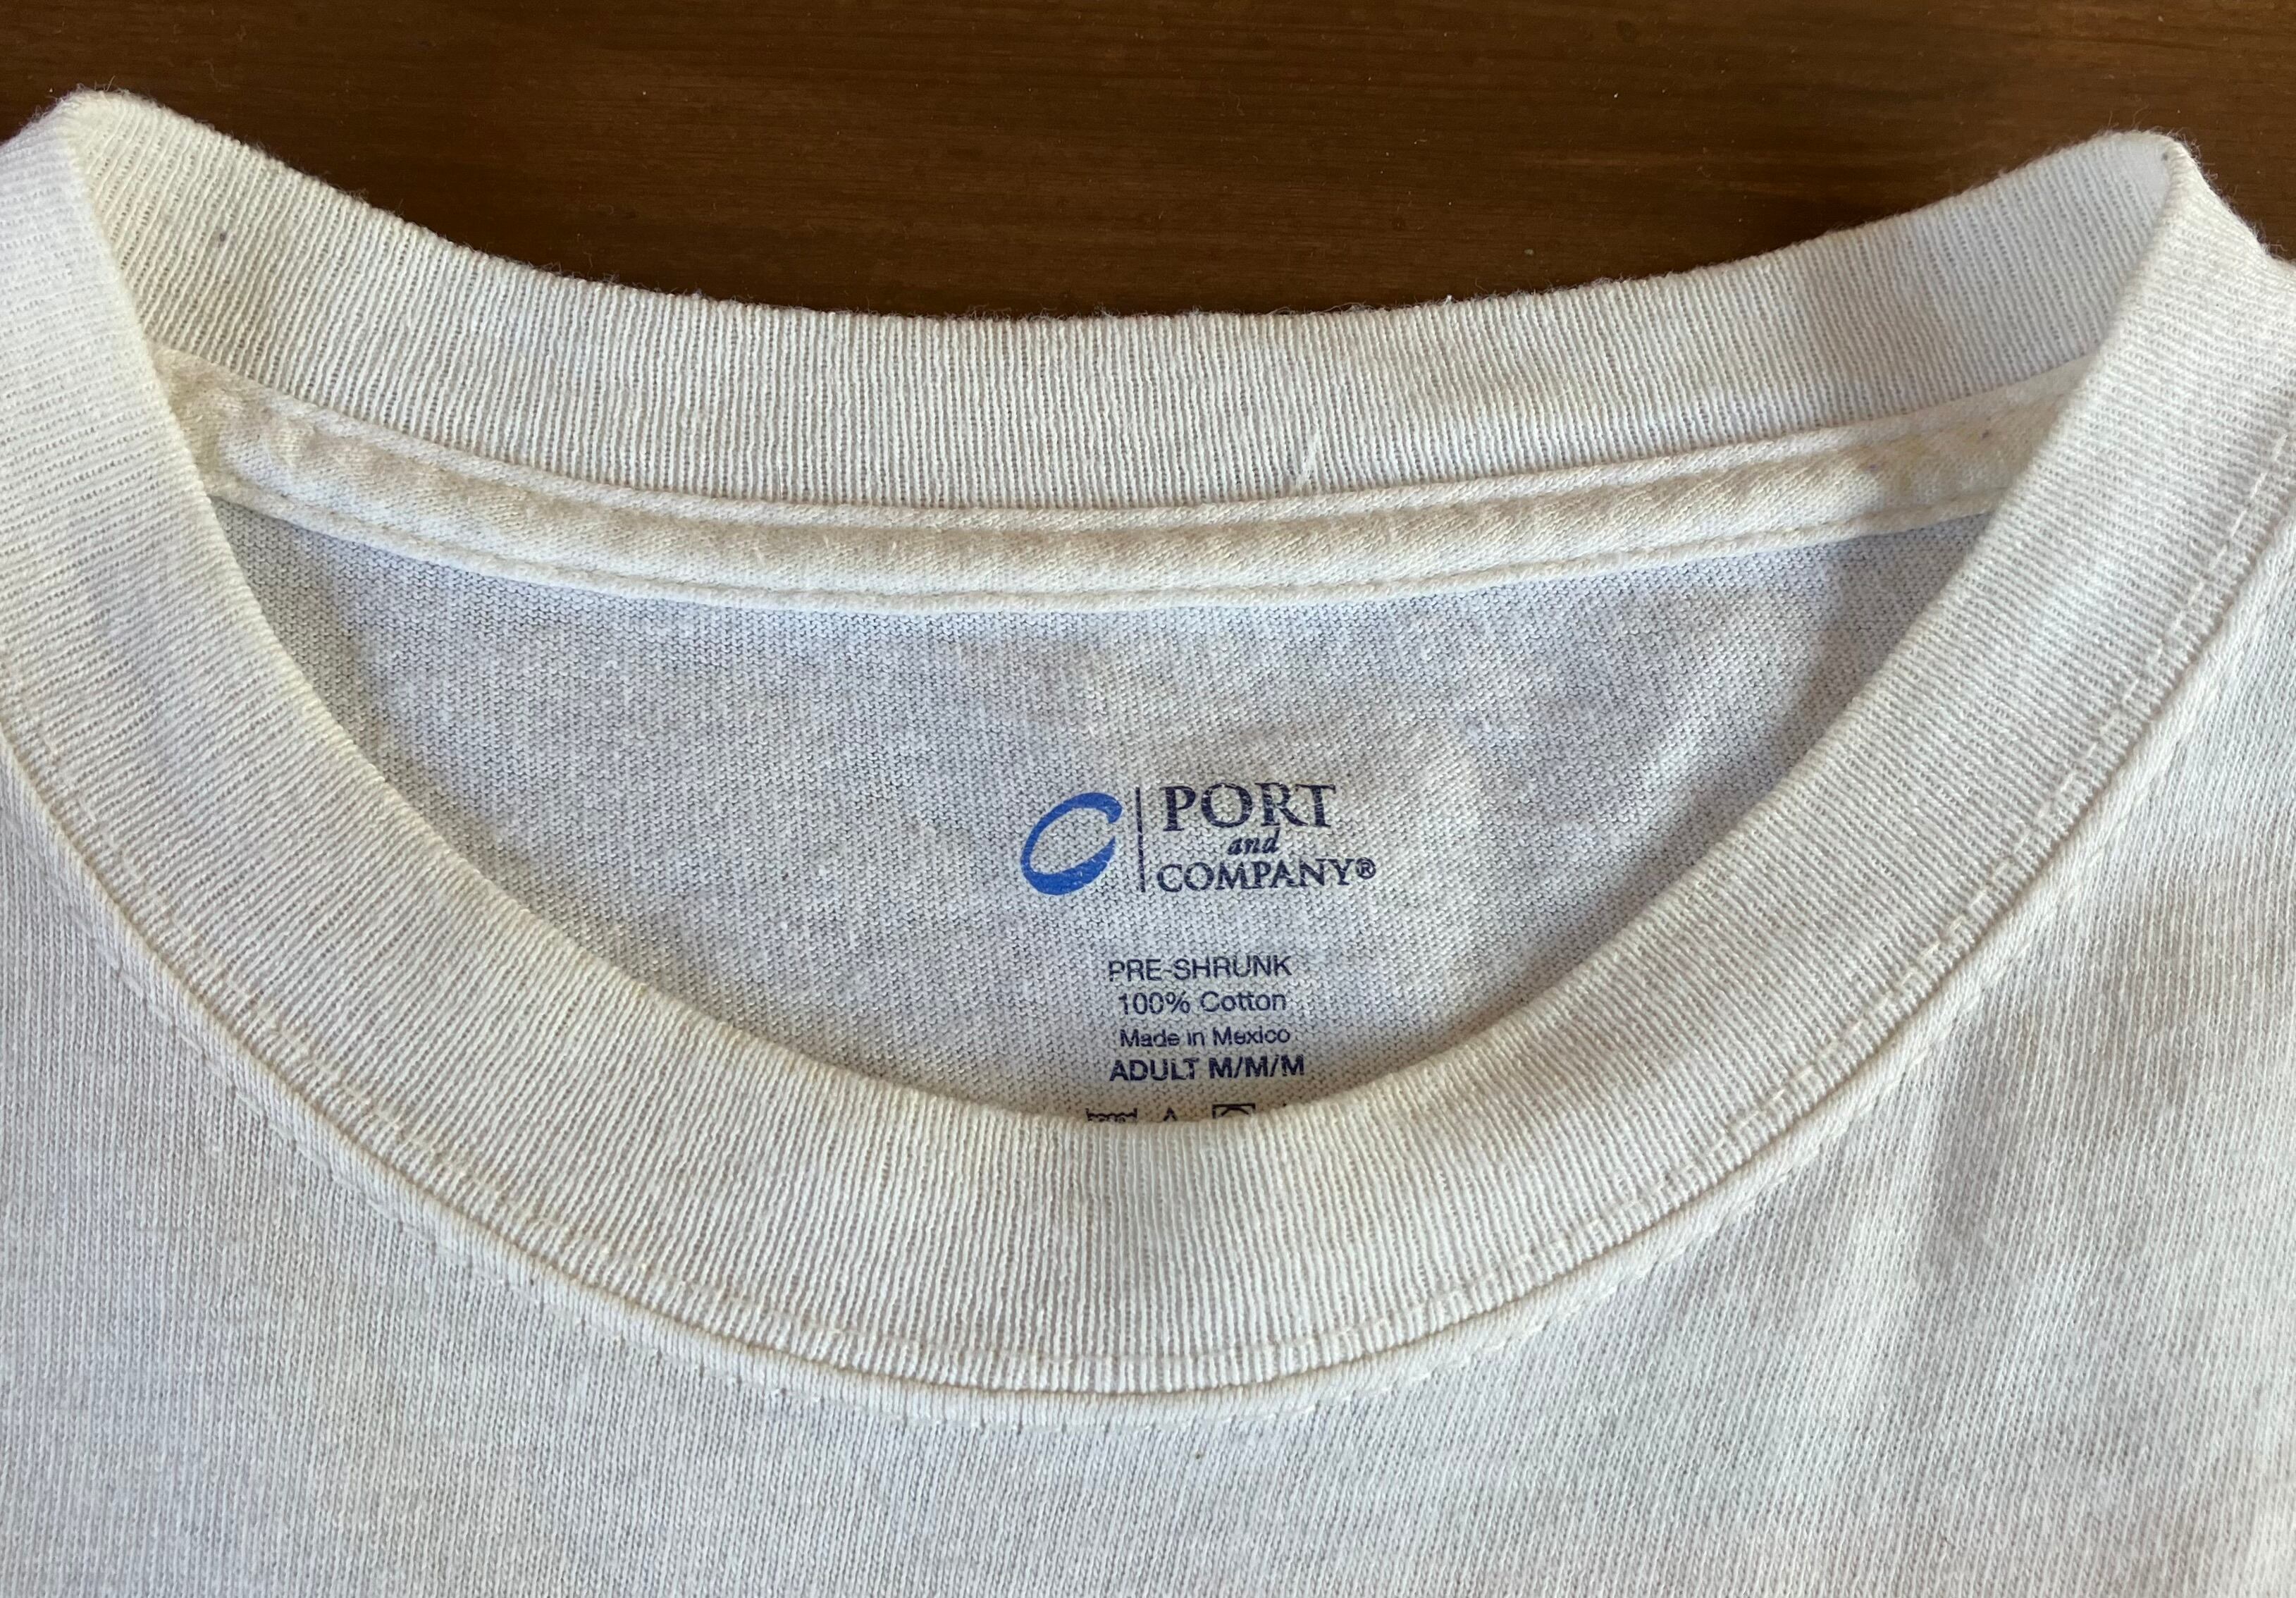 PORT
and
COMPANY®
PRE-SHRUNK
100% Cotton
Made in Mexico
ADULT M/M/M